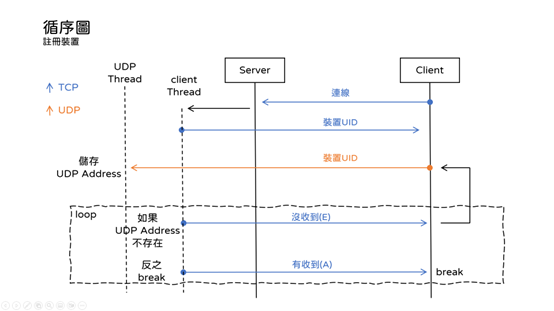 循序圖
註冊裝置
TCP
UDP
UDP
Thread
client
Thread
Server
Client
連線
裝置UID
裝置UID
儲存
UDP Address
loop
如果
UDP Address
不存在
沒收到(E)
反之
break
有收到(A)
break